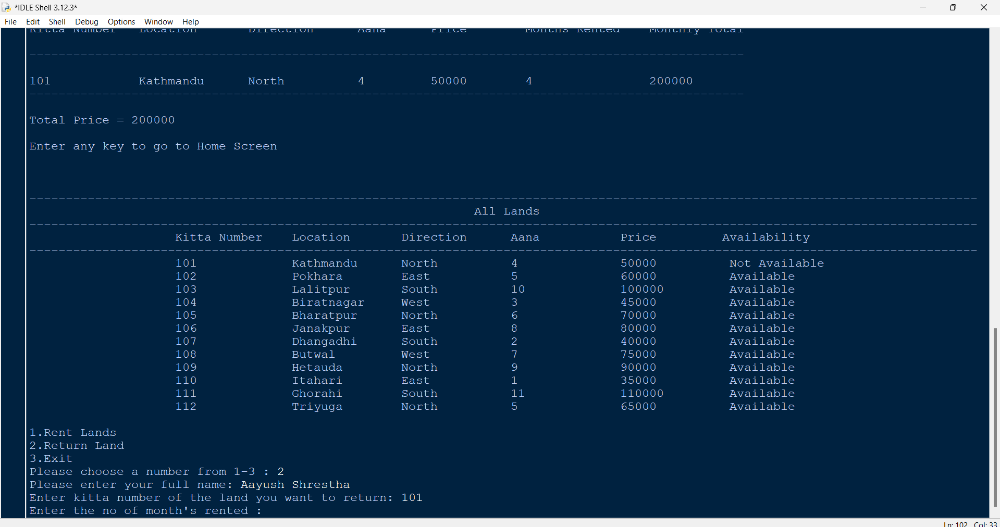 *IDLE Shell 3.12.3*
File Edit Shell Debug Options Window Help
Kitta Number Location Direction Aana Price Months Rented Monthly Total
--------------------------------------------------------------------------------------------------
101 Kathmandu North 4 50000 4 200000
--------------------------------------------------------------------------------------------------
Total Price = 200000
Enter any key to go to Home Screen
----------------------------------------------------------------------------------------------------------------------------------
All Lands
----------------------------------------------------------------------------------------------------------------------------------
Kitta Number Location Direction Aana Price Availability
----------------------------------------------------------------------------------------------------------------------------------
101 Kathmandu North 4 50000 Not Available
102 Pokhara East 5 60000 Available
103 Lalitpur South 10 100000 Available
104 Biratnagar West 3 45000 Available
105 Bharatpur North 6 70000 Available
106 Janakpur East 8 80000 Available
107 Dhangadhi South 2 40000 Available
108 Butwal West 7 75000 Available
109 Hetauda North 9 90000 Available
110 Itahari East 1 35000 Available
111 Ghorahi South 11 110000 Available
112 Triyuga North 5 65000 Available
1.Rent Lands
2.Return Land
3.Exit
Please choose a number from 1-3 : 2
Please enter your full name: Aayush Shrestha
Enter kitta number of the land you want to return: 101
Enter the no of month's rented :
Ln: 102 Col: 33